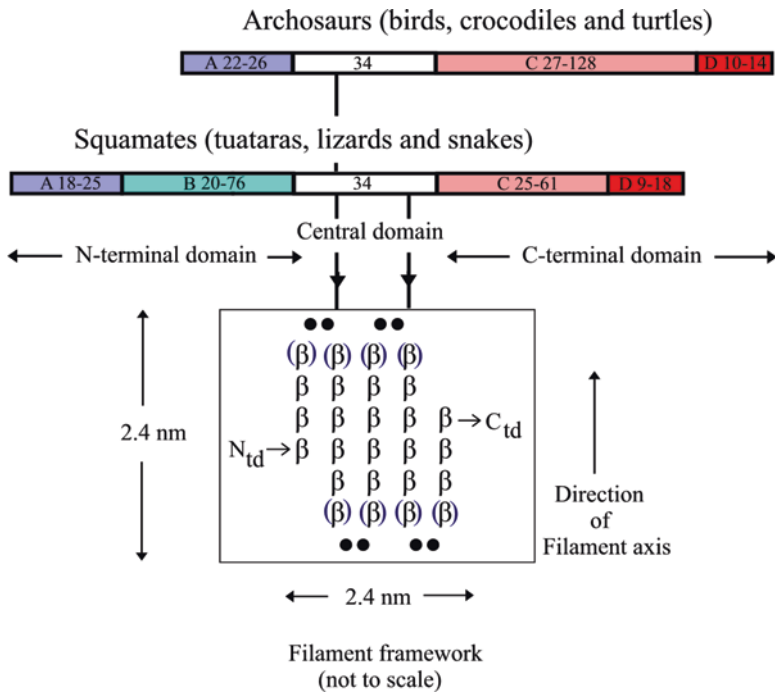 Archosaurs (birds, crocodiles and turtles)
A 22-26 34 C 27-128 D 10-14
Squamates (tuataras, lizards and snakes)
A 18-25 B 20-76 34 C 25-61 D 9-18
Central domain
N-terminal domain C-terminal domain
(β) (β) (β) (β)
β β β β
β β β β β → Ctd
2.4 nm
Ntd → β β β β β
β β β β
(β) (β) (β) (β)
Direction
of
Filament axis
2.4 nm
Filament framework
(not to scale)